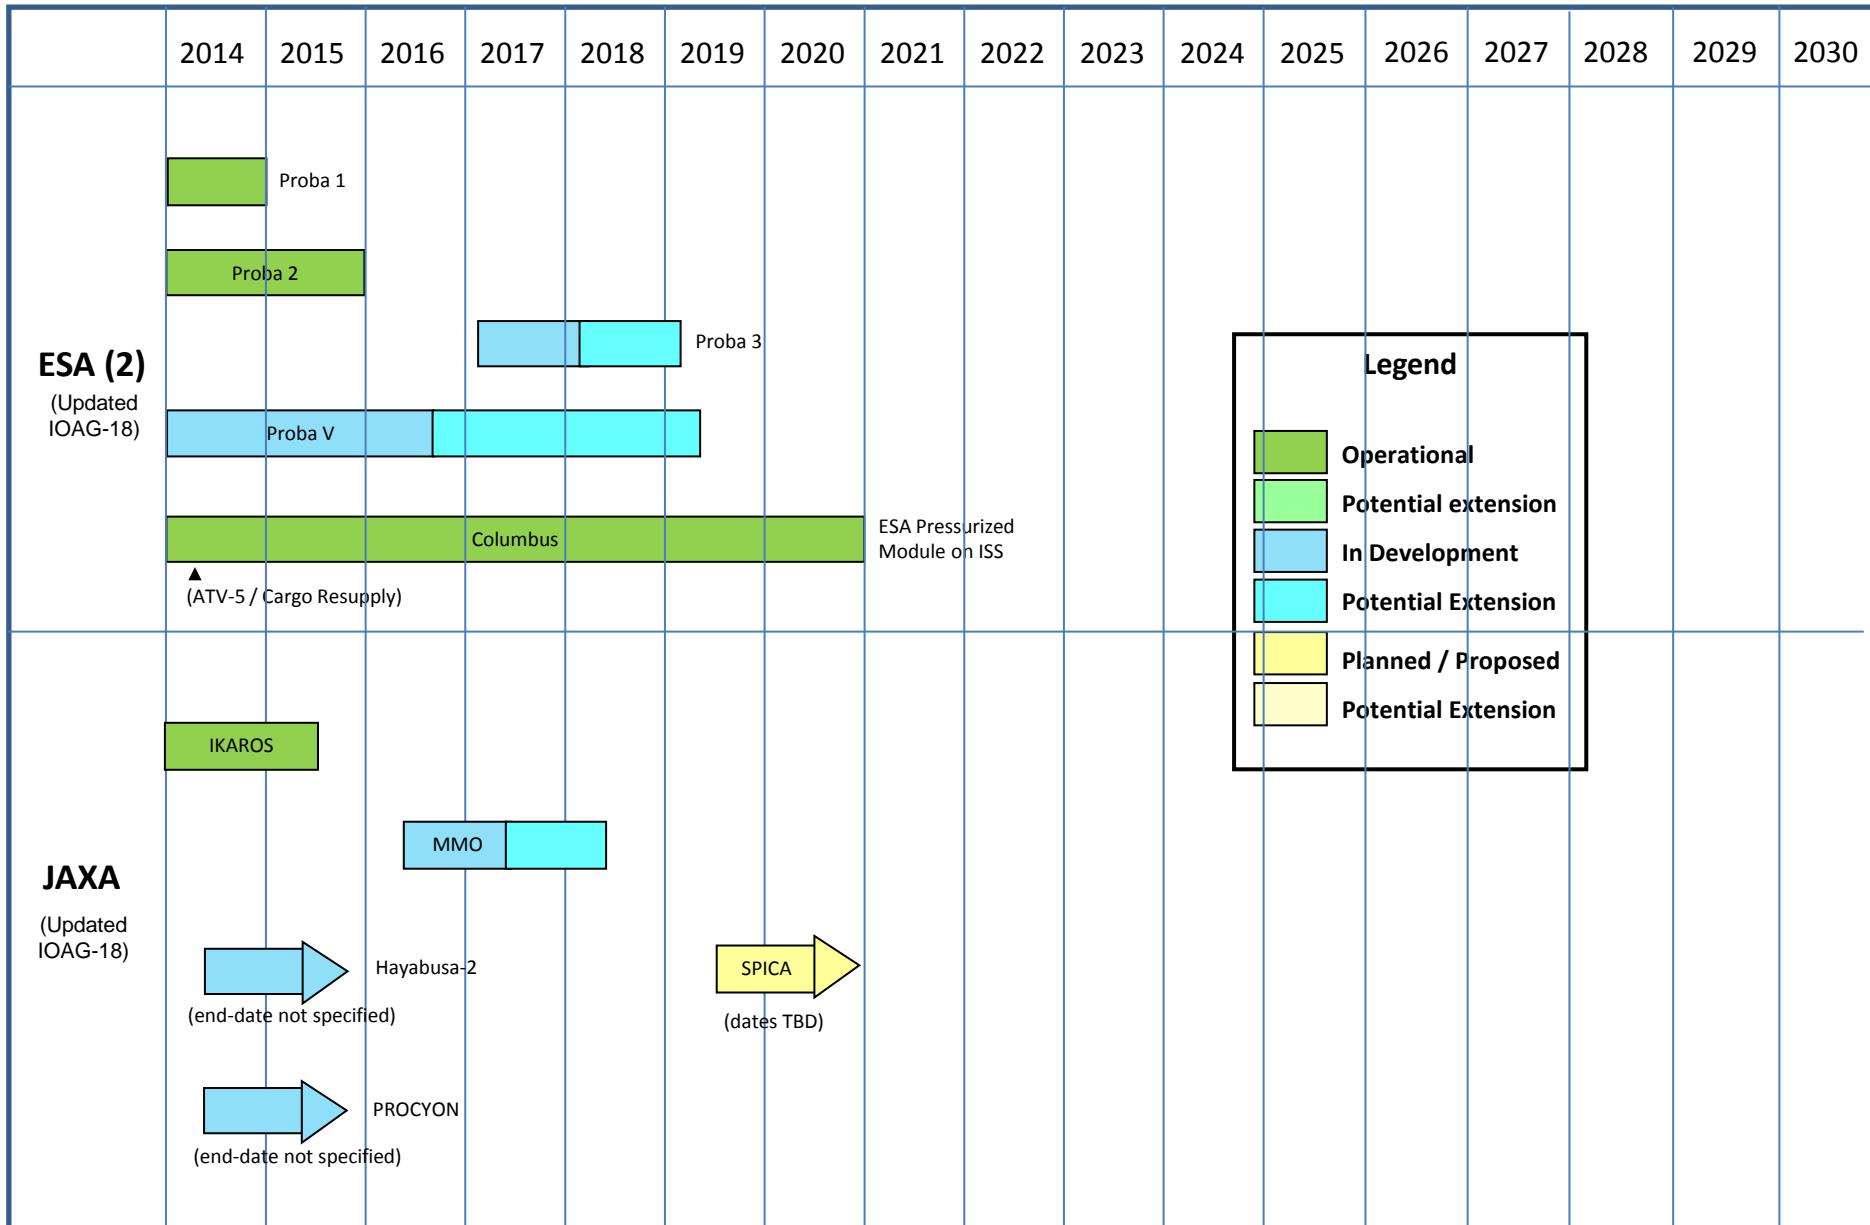 2014 2015 2016 2017 2018 2019 2020 2021 2022 2023 2024 2025 2026 2027 2028 2029 2030
ESA (2)
(Updated
IOAG-18)
Proba 1
Proba 2
Proba 3
Proba V
Columbus
ESA Pressurized
Module on ISS
▲
(ATV-5 / Cargo Resupply)
Legend
Operational
Potential extension
In Development
Potential Extension
Planned / Proposed
Potential Extension
JAXA
(Updated
IOAG-18)
IKAROS
MMO
Hayabusa-2
(end-date not specified)
SPICA
(dates TBD)
PROCYON
(end-date not specified)